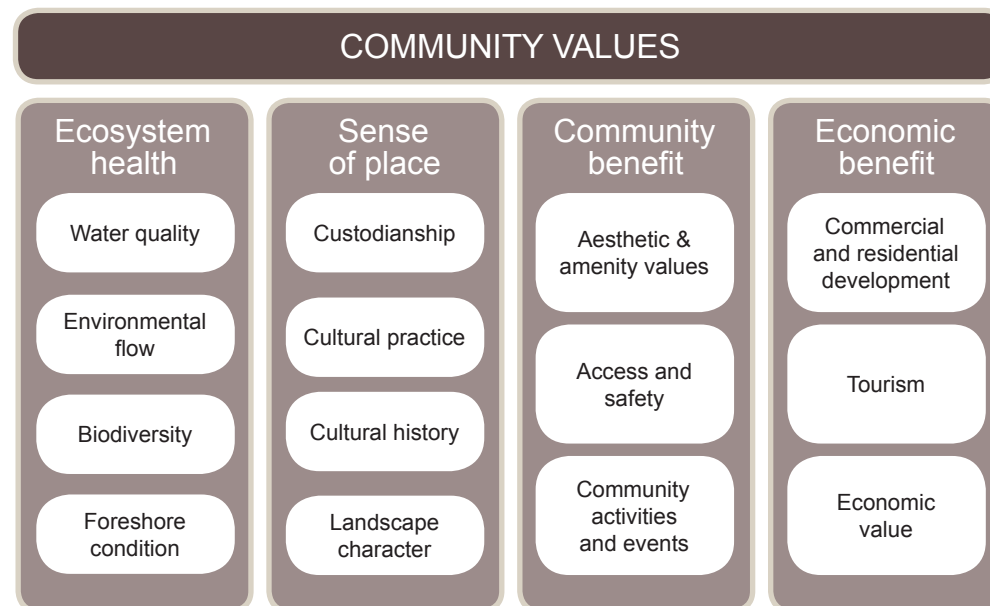 COMMUNITY VALUES
Ecosystem
health
Water quality
Environmental
flow
Biodiversity
Foreshore
condition
Sense
of place
Custodianship
Cultural practice
Cultural history
Landscape
character
Community
benefit
Aesthetic &
amenity values
Access and
safety
Community
activities
and events
Economic
benefit
Commercial
and residential
development
Tourism
Economic
value